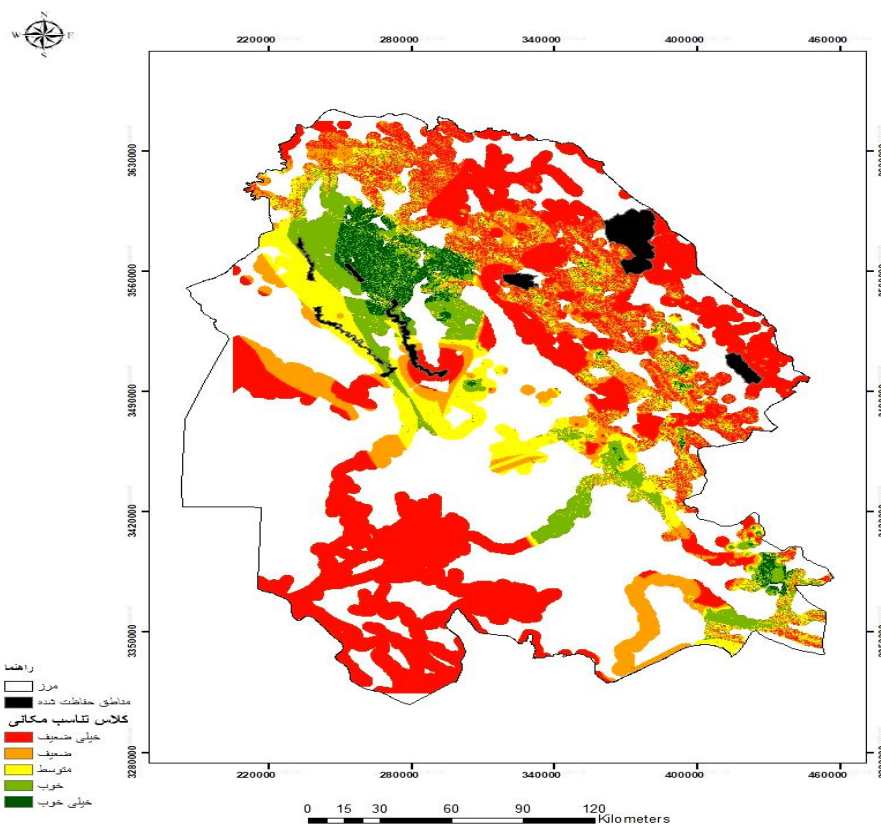 N
W E
S
220000 280000 340000 400000 460000
3630000
3560000
3490000
3420000
3350000
3280000
220000 280000 340000 400000 460000
راهنما
مرز
مناطق حفاظت شده
کلاس تناسب مکانی
خیلی ضعیف
ضعیف
متوسط
خوب
خیلی خوب
0 15 30 60 90 120
Kilometers